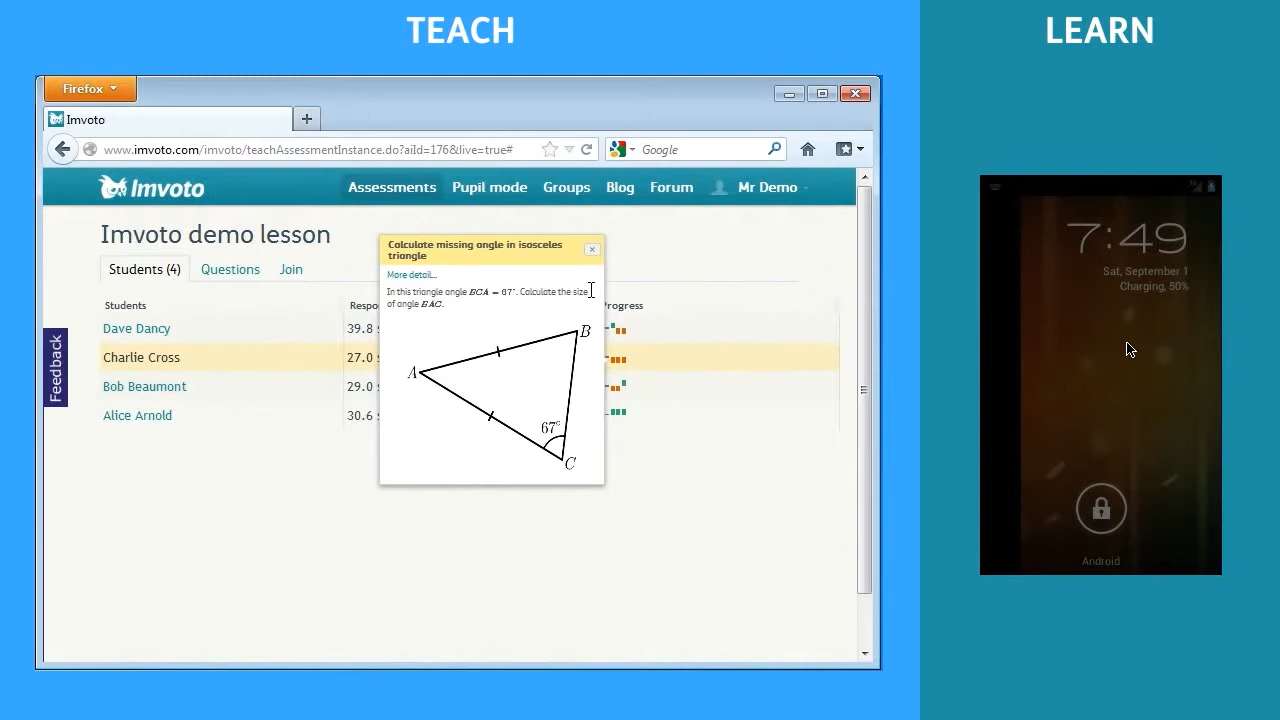 TEACH
LEARN
Firefox
Imvoto
www.imvoto.com/imvoto/teachAssessmentInstance.do?aiId=176&live=true#
Google
Imvoto
Assessments
Pupil mode
Groups
Blog
Forum
Mr Demo
Imvoto demo lesson
Students (4)
Questions
Join
Students
Respo
Progress
Dave Dancy
39.8 s
Charlie Cross
27.0 s
Bob Beaumont
29.0
Alice Arnold
30.6 s
Feedback
Calculate missing angle in isosceles
triangle
More detail...
In this triangle angle BCA = 67°. Calculate the size
of angle BAC.
A
B
67°
C
7:49
Sat, September 1
Charging, 50%
Android